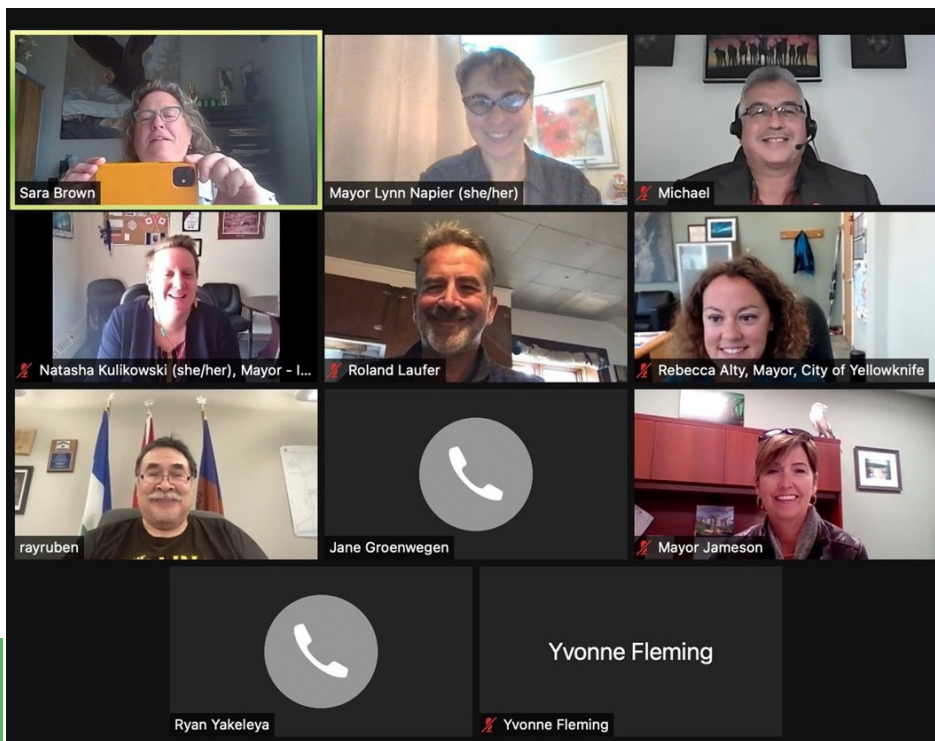 Sara Brown
Mayor Lynn Napier (she/her)
Michael
Natasha Kulikowski (she/her), Mayor - I...
Roland Laufer
Rebecca Alty, Mayor, City of Yellowknife
rayruben
Jane Groenwegen
Mayor Jameson
Ryan Yakeleya
Yvonne Fleming
Yvonne Fleming